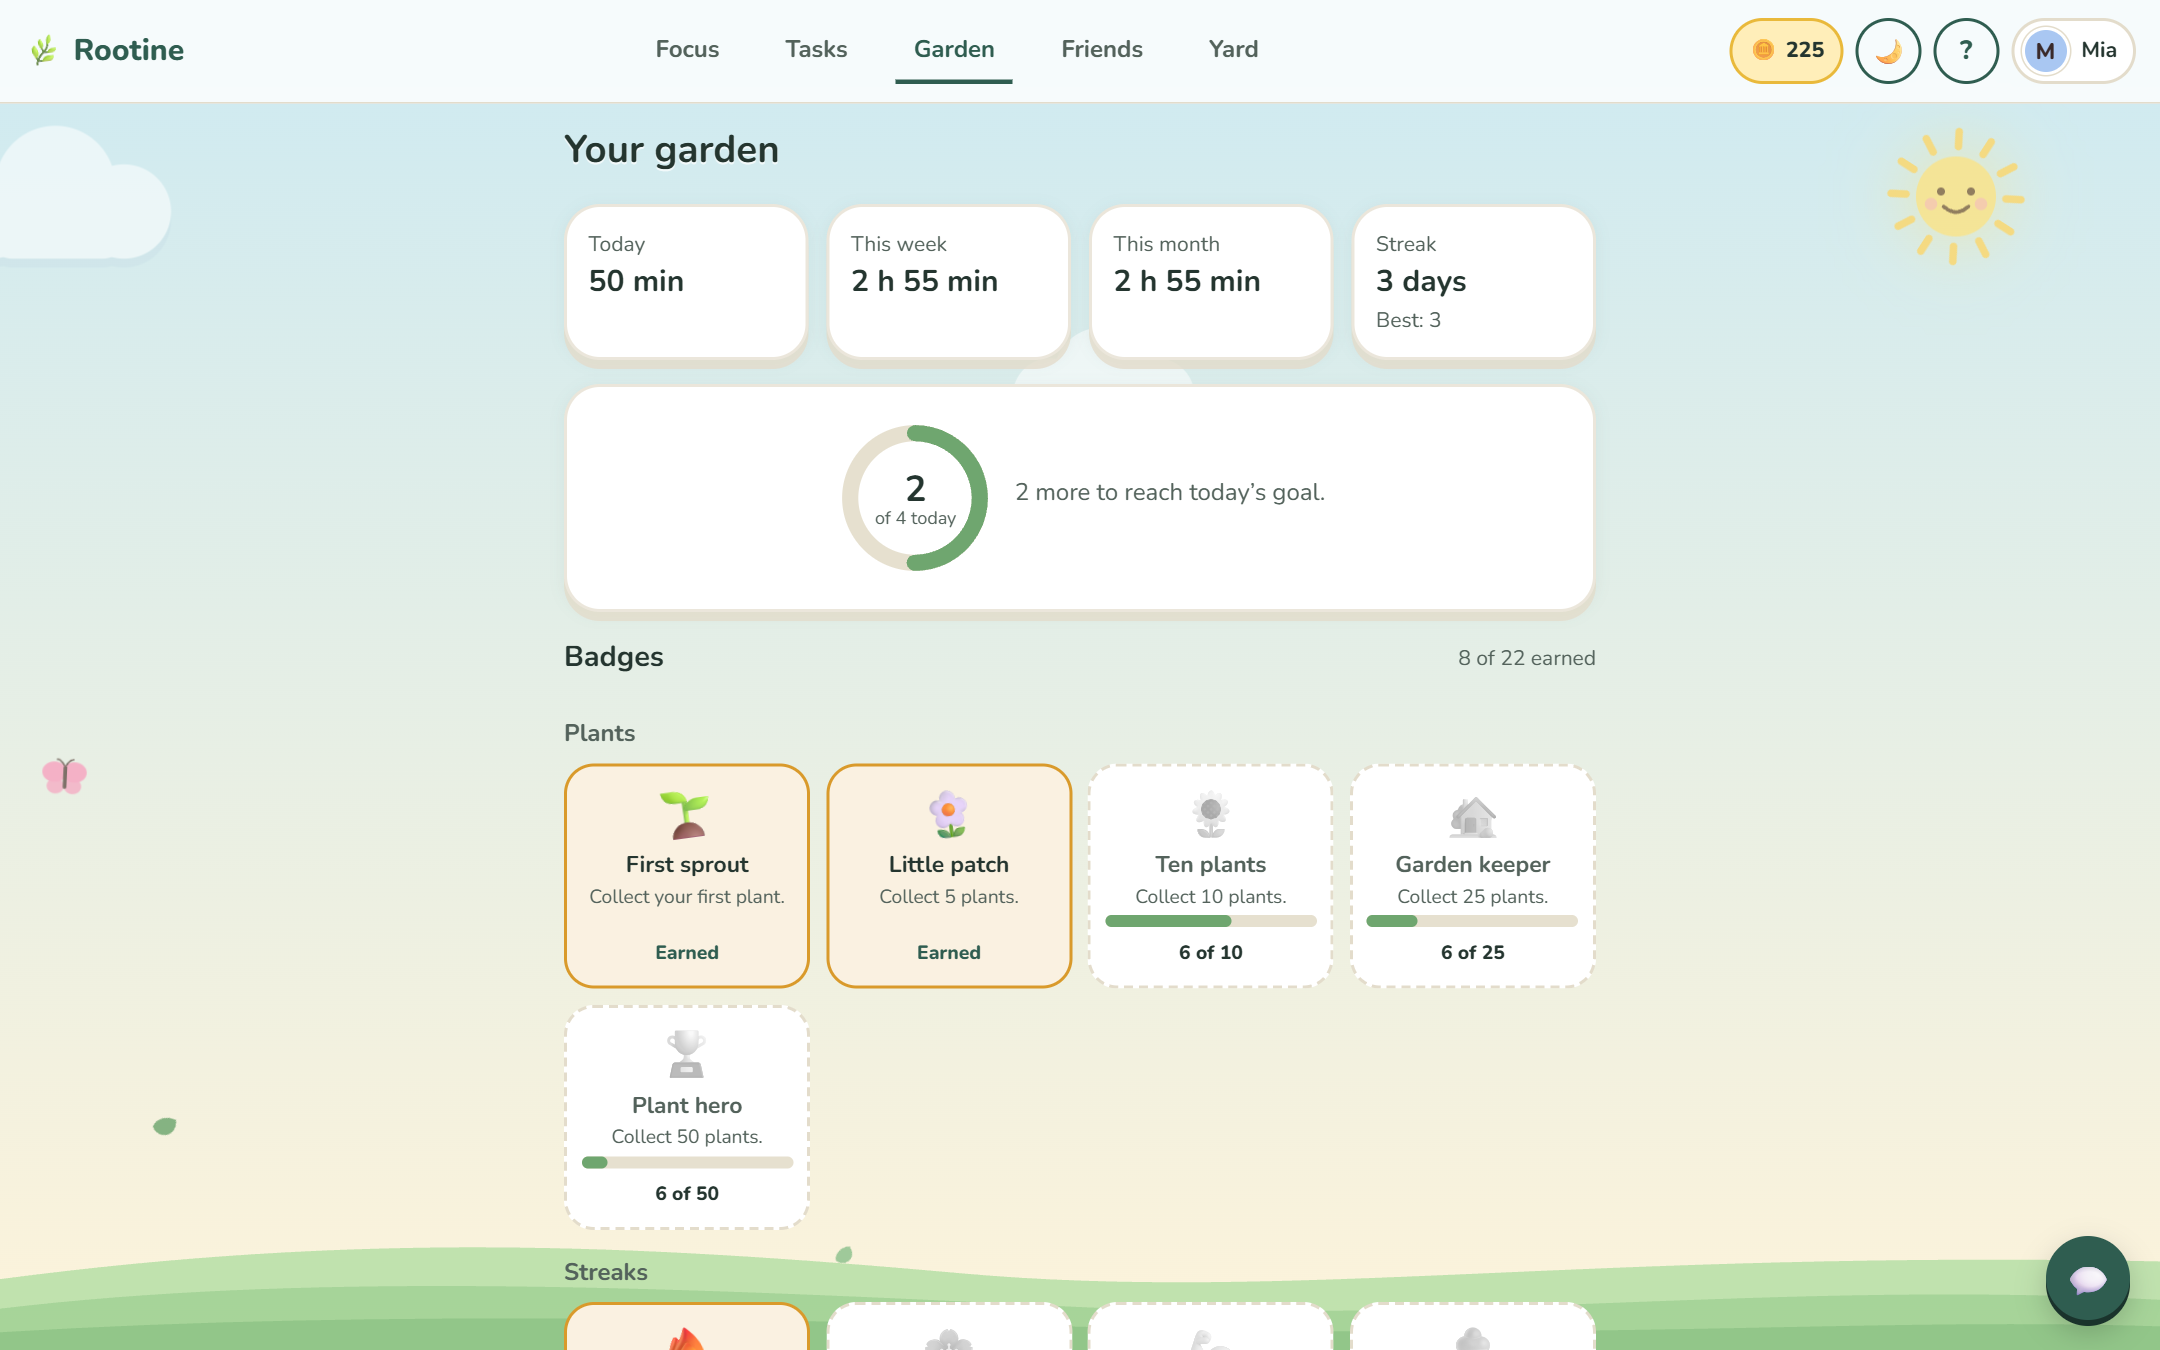 Rootine
Focus
Tasks
Garden
Friends
Yard
225
?
M
Mia
Your garden
Today
50 min
This week
2 h 55 min
This month
2 h 55 min
Streak
3 days
Best: 3
2
of 4 today
2 more to reach today’s goal.
Badges
8 of 22 earned
Plants
First sprout
Collect your first plant.
Earned
Little patch
Collect 5 plants.
Earned
Ten plants
Collect 10 plants.
6 of 10
Garden keeper
Collect 25 plants.
6 of 25
Plant hero
Collect 50 plants.
6 of 50
Streaks